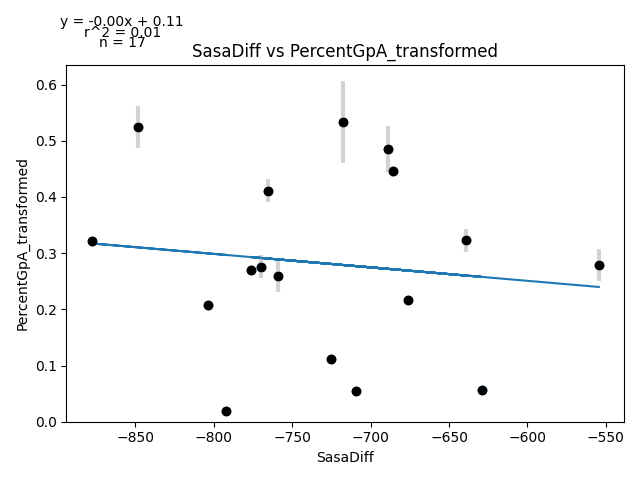 y = -0.00x + 0.11
r^2 = 0.01
n = 17
SasaDiff vs PercentGpA_transformed
0.6
0.5
0.4
0.3
0.2
0.1
0.0
PercentGpA_transformed
−850
−800
−750
−700
−650
−600
−550
SasaDiff